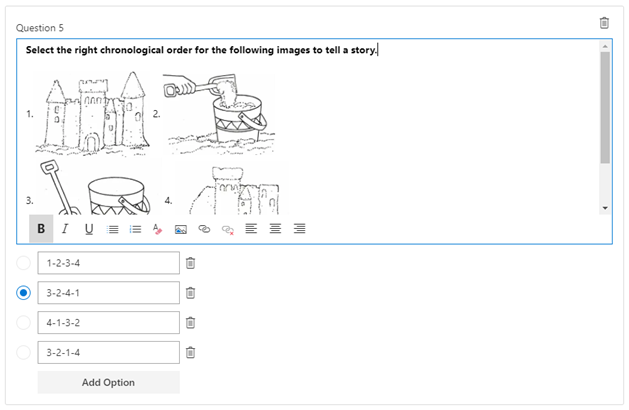 Question 5
Select the right chronological order for the following images to tell a story.
1. 2.
3. 4.
B I U
1-2-3-4
3-2-4-1
4-1-3-2
3-2-1-4
Add Option